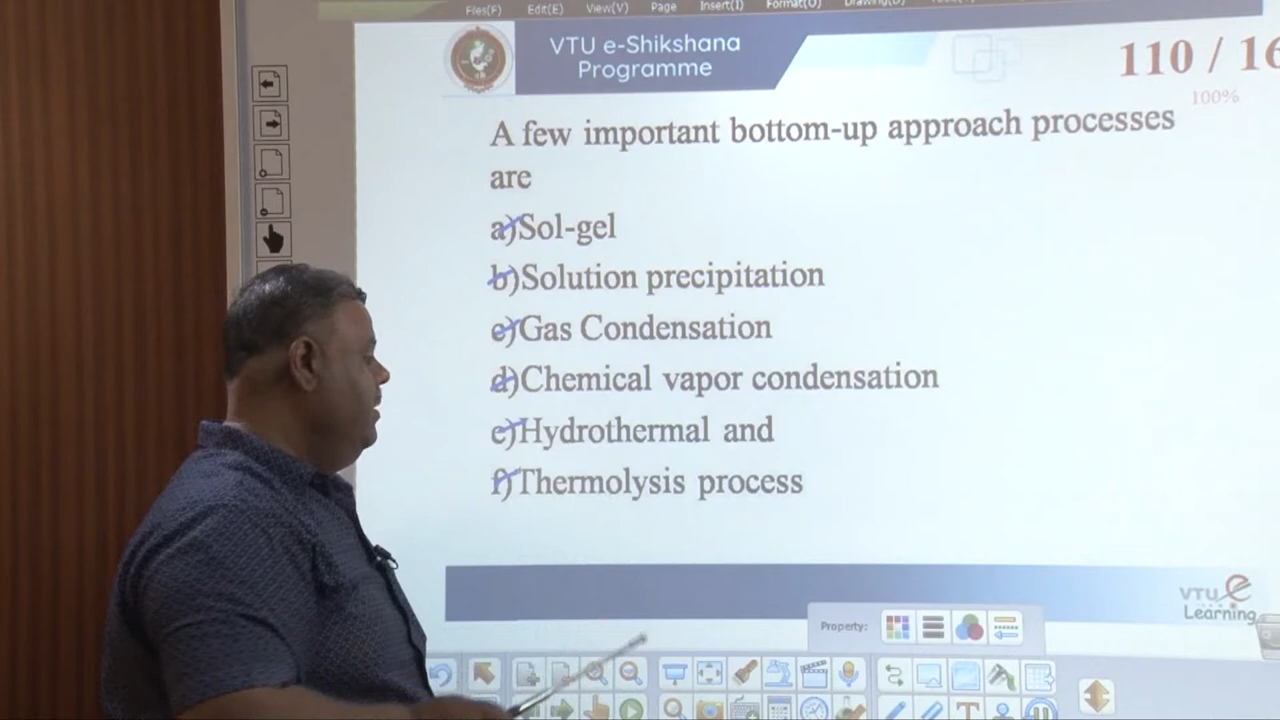 Files(F) Edit(E) View(V) Page Insert(I) Format(O) Drawing(D)
VTU e-Shikshana
Programme
110 / 16
100%
A few important bottom-up approach processes
are
a)Sol-gel
b)Solution precipitation
c)Gas Condensation
d)Chemical vapor condensation
e)Hydrothermal and
f)Thermolysis process
VTU e
Learning
Property: